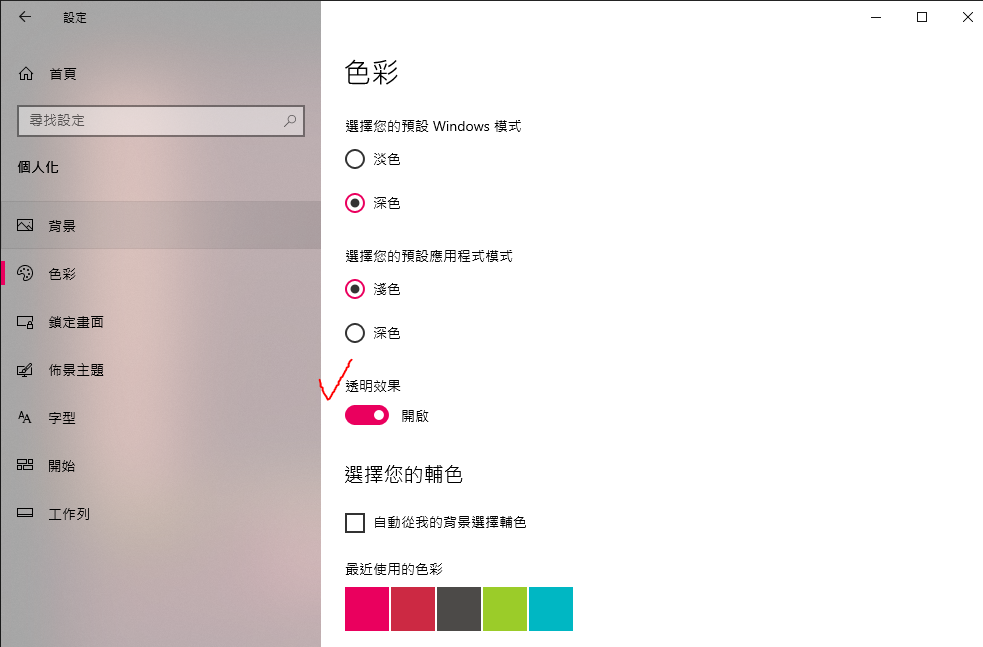 設定
首頁
尋找設定
個人化
背景
色彩
鎖定畫面
佈景主題
字型
開始
工作列
色彩
選擇您的預設 Windows 模式
淡色
深色
選擇您的預設應用程式模式
淺色
深色
透明效果
開啟
選擇您的輔色
自動從我的背景選擇輔色
最近使用的色彩